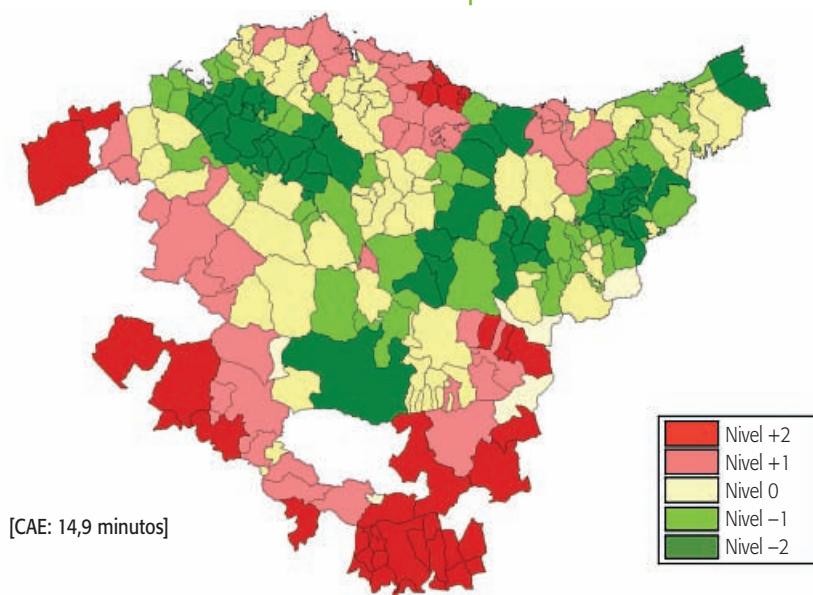 Nivel +2
Nivel +1
Nivel 0
Nivel −1
Nivel −2
[CAE: 14,9 minutos]